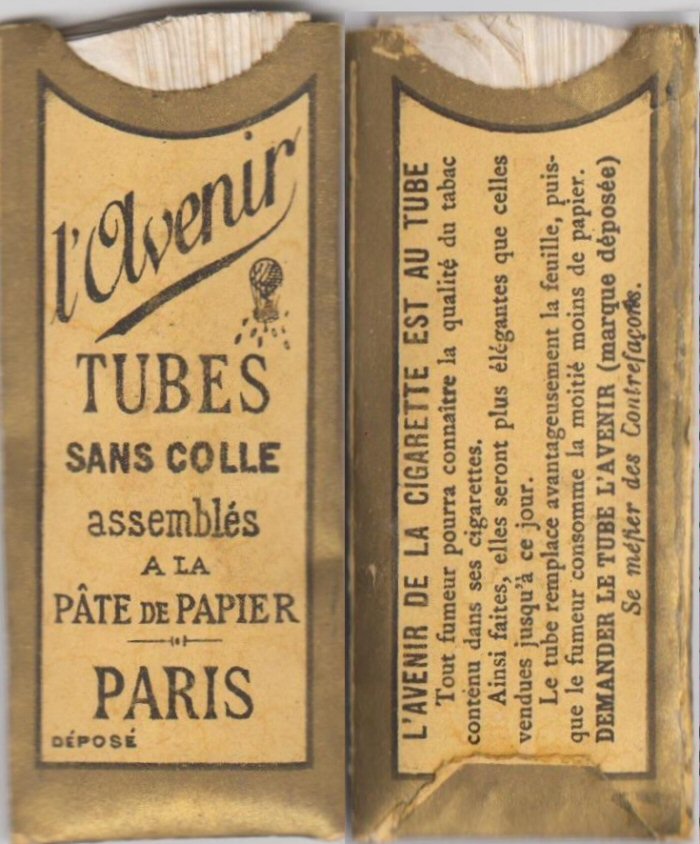 l'Avenir
TUBES
SANS COLLE
assemblés
A LA
PÂTE DE PAPIER
PARIS
DÉPOSÉ
L'AVENIR DE LA CIGARETTE EST AU TUBE
Tout fumeur pourra connaitre la qualité du tabac
contenu dans ses cigarettes.
Ainsi faites, elles seront plus élégantes que celles
vendues jusqu'à ce jour.
Le tube remplace avantageusement la feuille, puis-
que le fumeur consomme la moitié moins de papier.
DEMANDER LE TUBE L'AVENIR (marque déposée)
Se méfier des Contrefaçons.